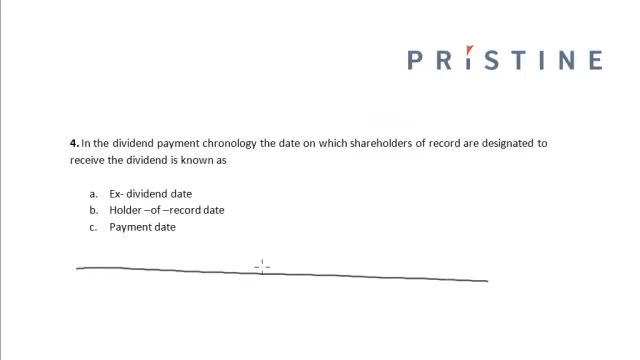 PRiSTINE
4. In the dividend payment chronology the date on which shareholders of record are designated to
receive the dividend is known as
a. Ex- dividend date
b. Holder –of –record date
c. Payment date